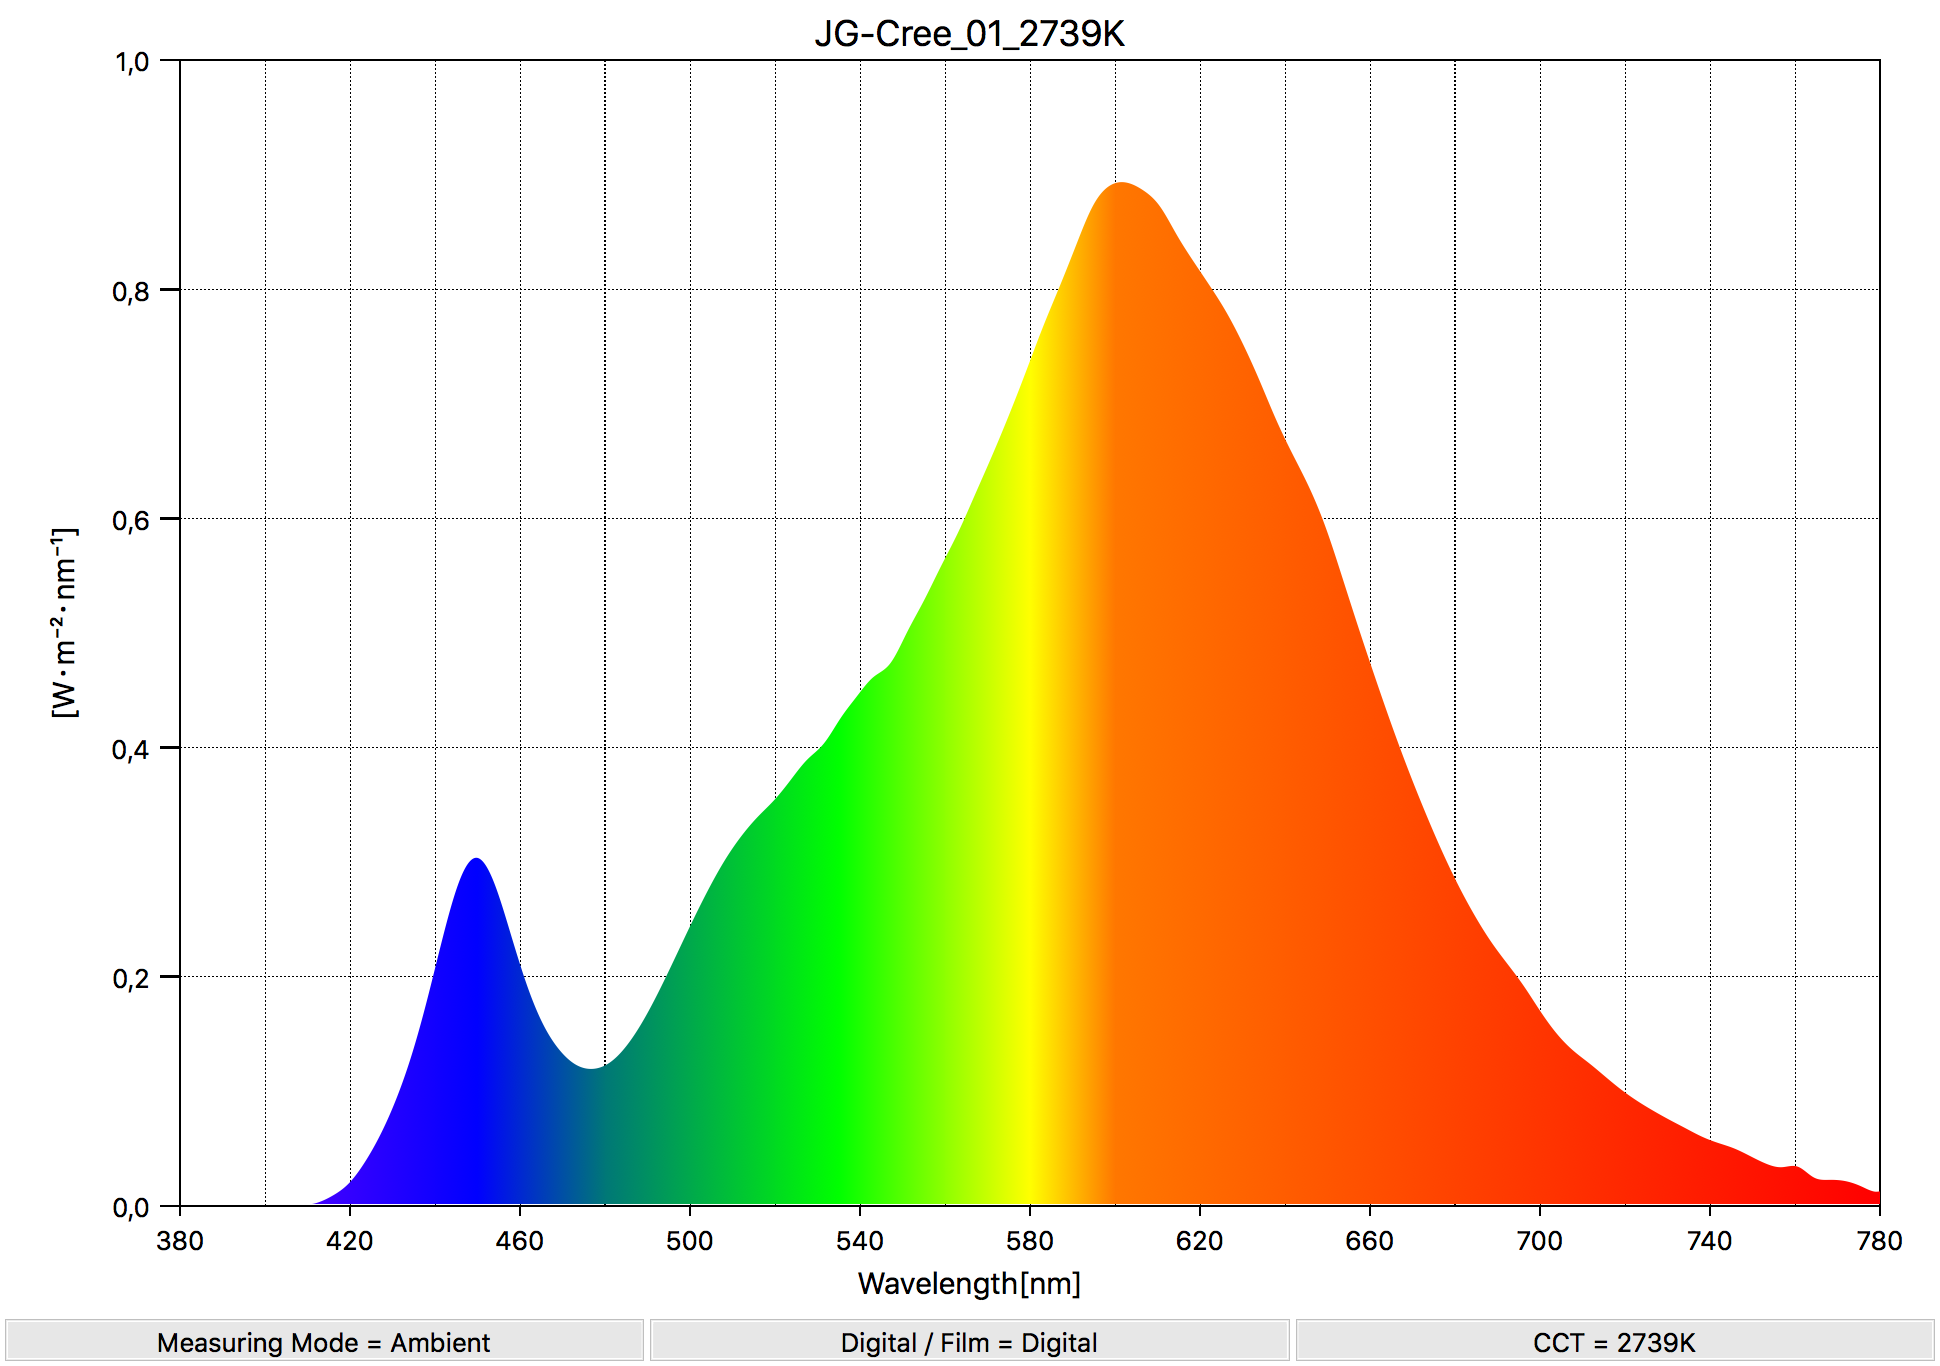 JG-Cree_01_2739K
1,0
0,8
0,6
0,4
0,2
0,0
[W·m⁻²·nm⁻¹]
380 420 460 500 540 580 620 660 700 740 780
Wavelength[nm]
Measuring Mode = Ambient
Digital / Film = Digital
CCT = 2739K